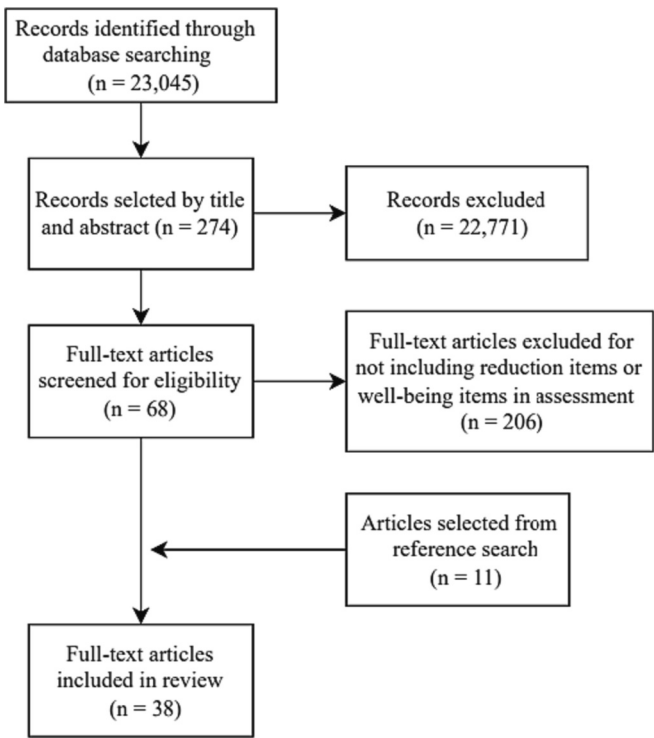 Records identified through
database searching
(n = 23,045)
Records selcted by title
and abstract (n = 274)
Records excluded
(n = 22,771)
Full-text articles
screened for eligibility
(n = 68)
Full-text articles excluded for
not including reduction items or
well-being items in assessment
(n = 206)
Articles selected from
reference search
(n = 11)
Full-text articles
included in review
(n = 38)